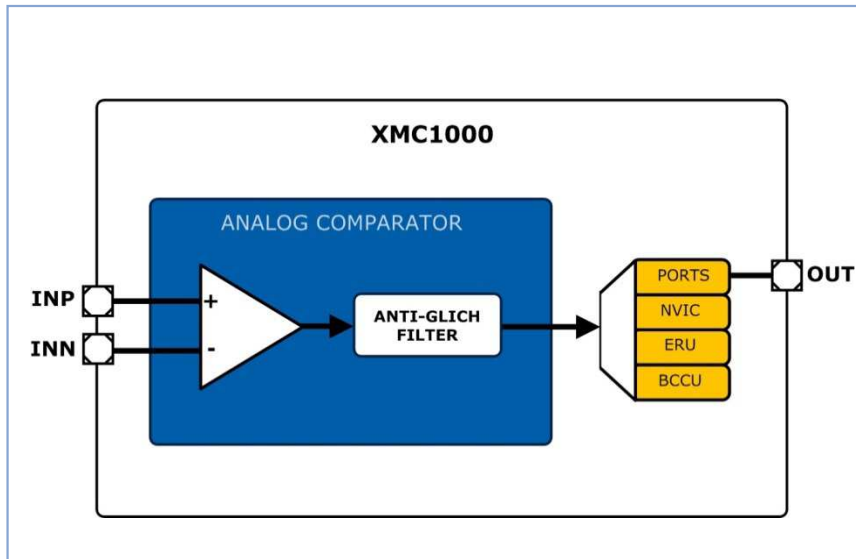 XMC1000
ANALOG COMPARATOR
INP
+
INN
-
ANTI-GLICH
FILTER
PORTS
NVIC
ERU
BCCU
OUT